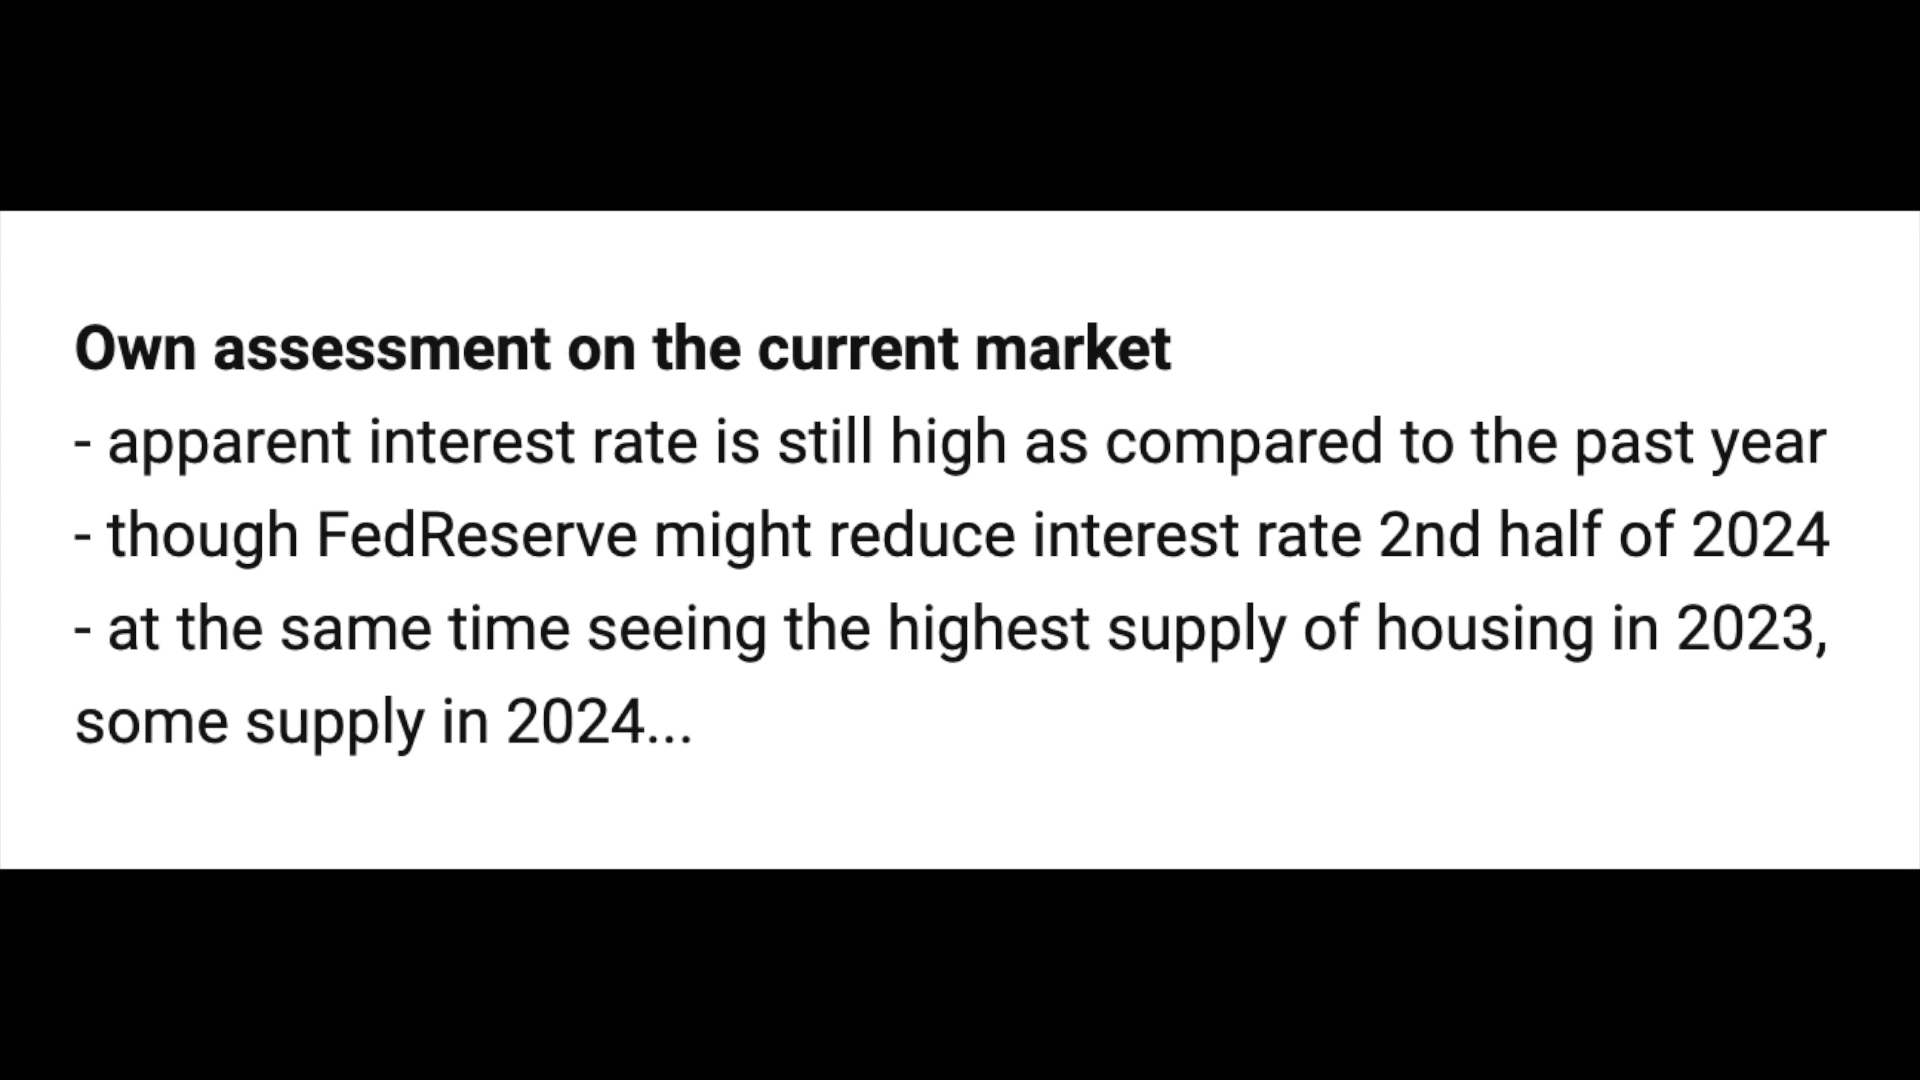 Own assessment on the current market
- apparent interest rate is still high as compared to the past year
- though FedReserve might reduce interest rate 2nd half of 2024
- at the same time seeing the highest supply of housing in 2023,
some supply in 2024...